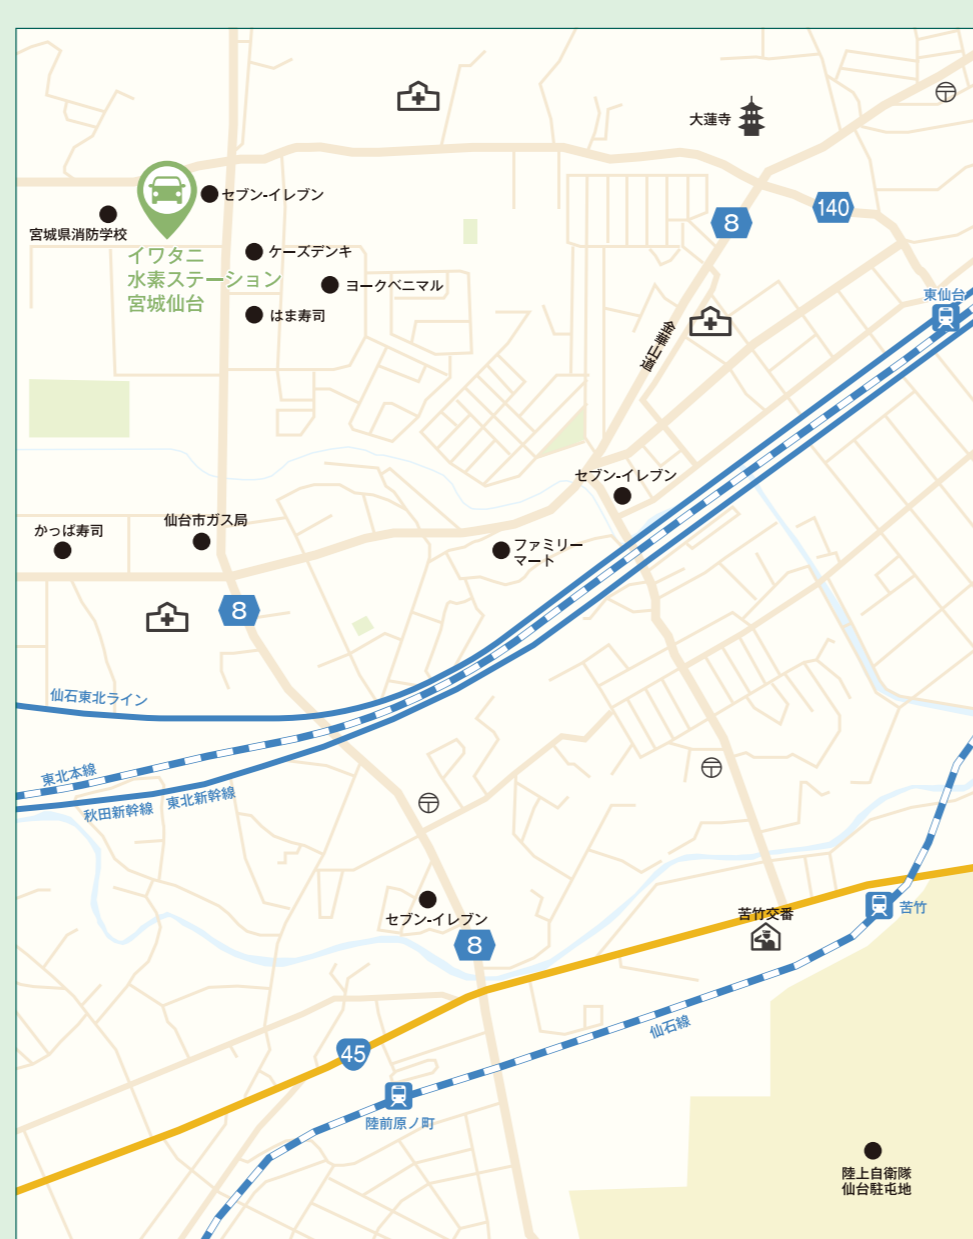 大蓮寺
セブン-イレブン
宮城県消防学校
8
140
イワタニ
水素ステーション
宮城仙台
ケーズデンキ
ヨークベニマル
はま寿司
東仙台
金華山道
セブン-イレブン
かっぱ寿司
仙台市ガス局
ファミリー
マート
8
仙石東北ライン
東北本線
秋田新幹線 東北新幹線
セブン-イレブン
8
苦竹交番
苦竹
仙石線
45
陸前原ノ町
陸上自衛隊
仙台駐屯地